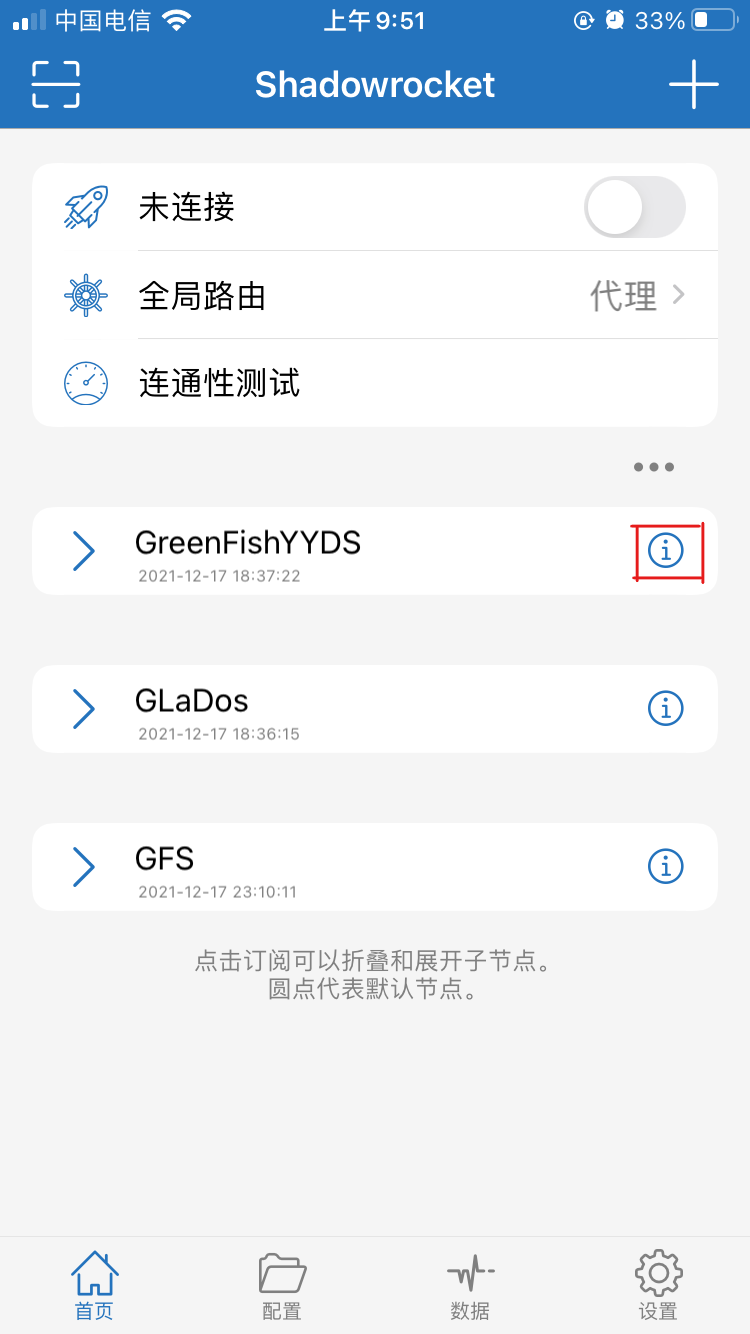 中国电信 上午 9:51 33%
Shadowrocket
未连接
全局路由 代理
连通性测试
GreenFishYYDS
2021-12-17 18:37:22
GLaDos
2021-12-17 18:36:15
GFS
2021-12-17 23:10:11
点击订阅可以折叠和展开子节点。
圆点代表默认节点。
首页 配置 数据 设置